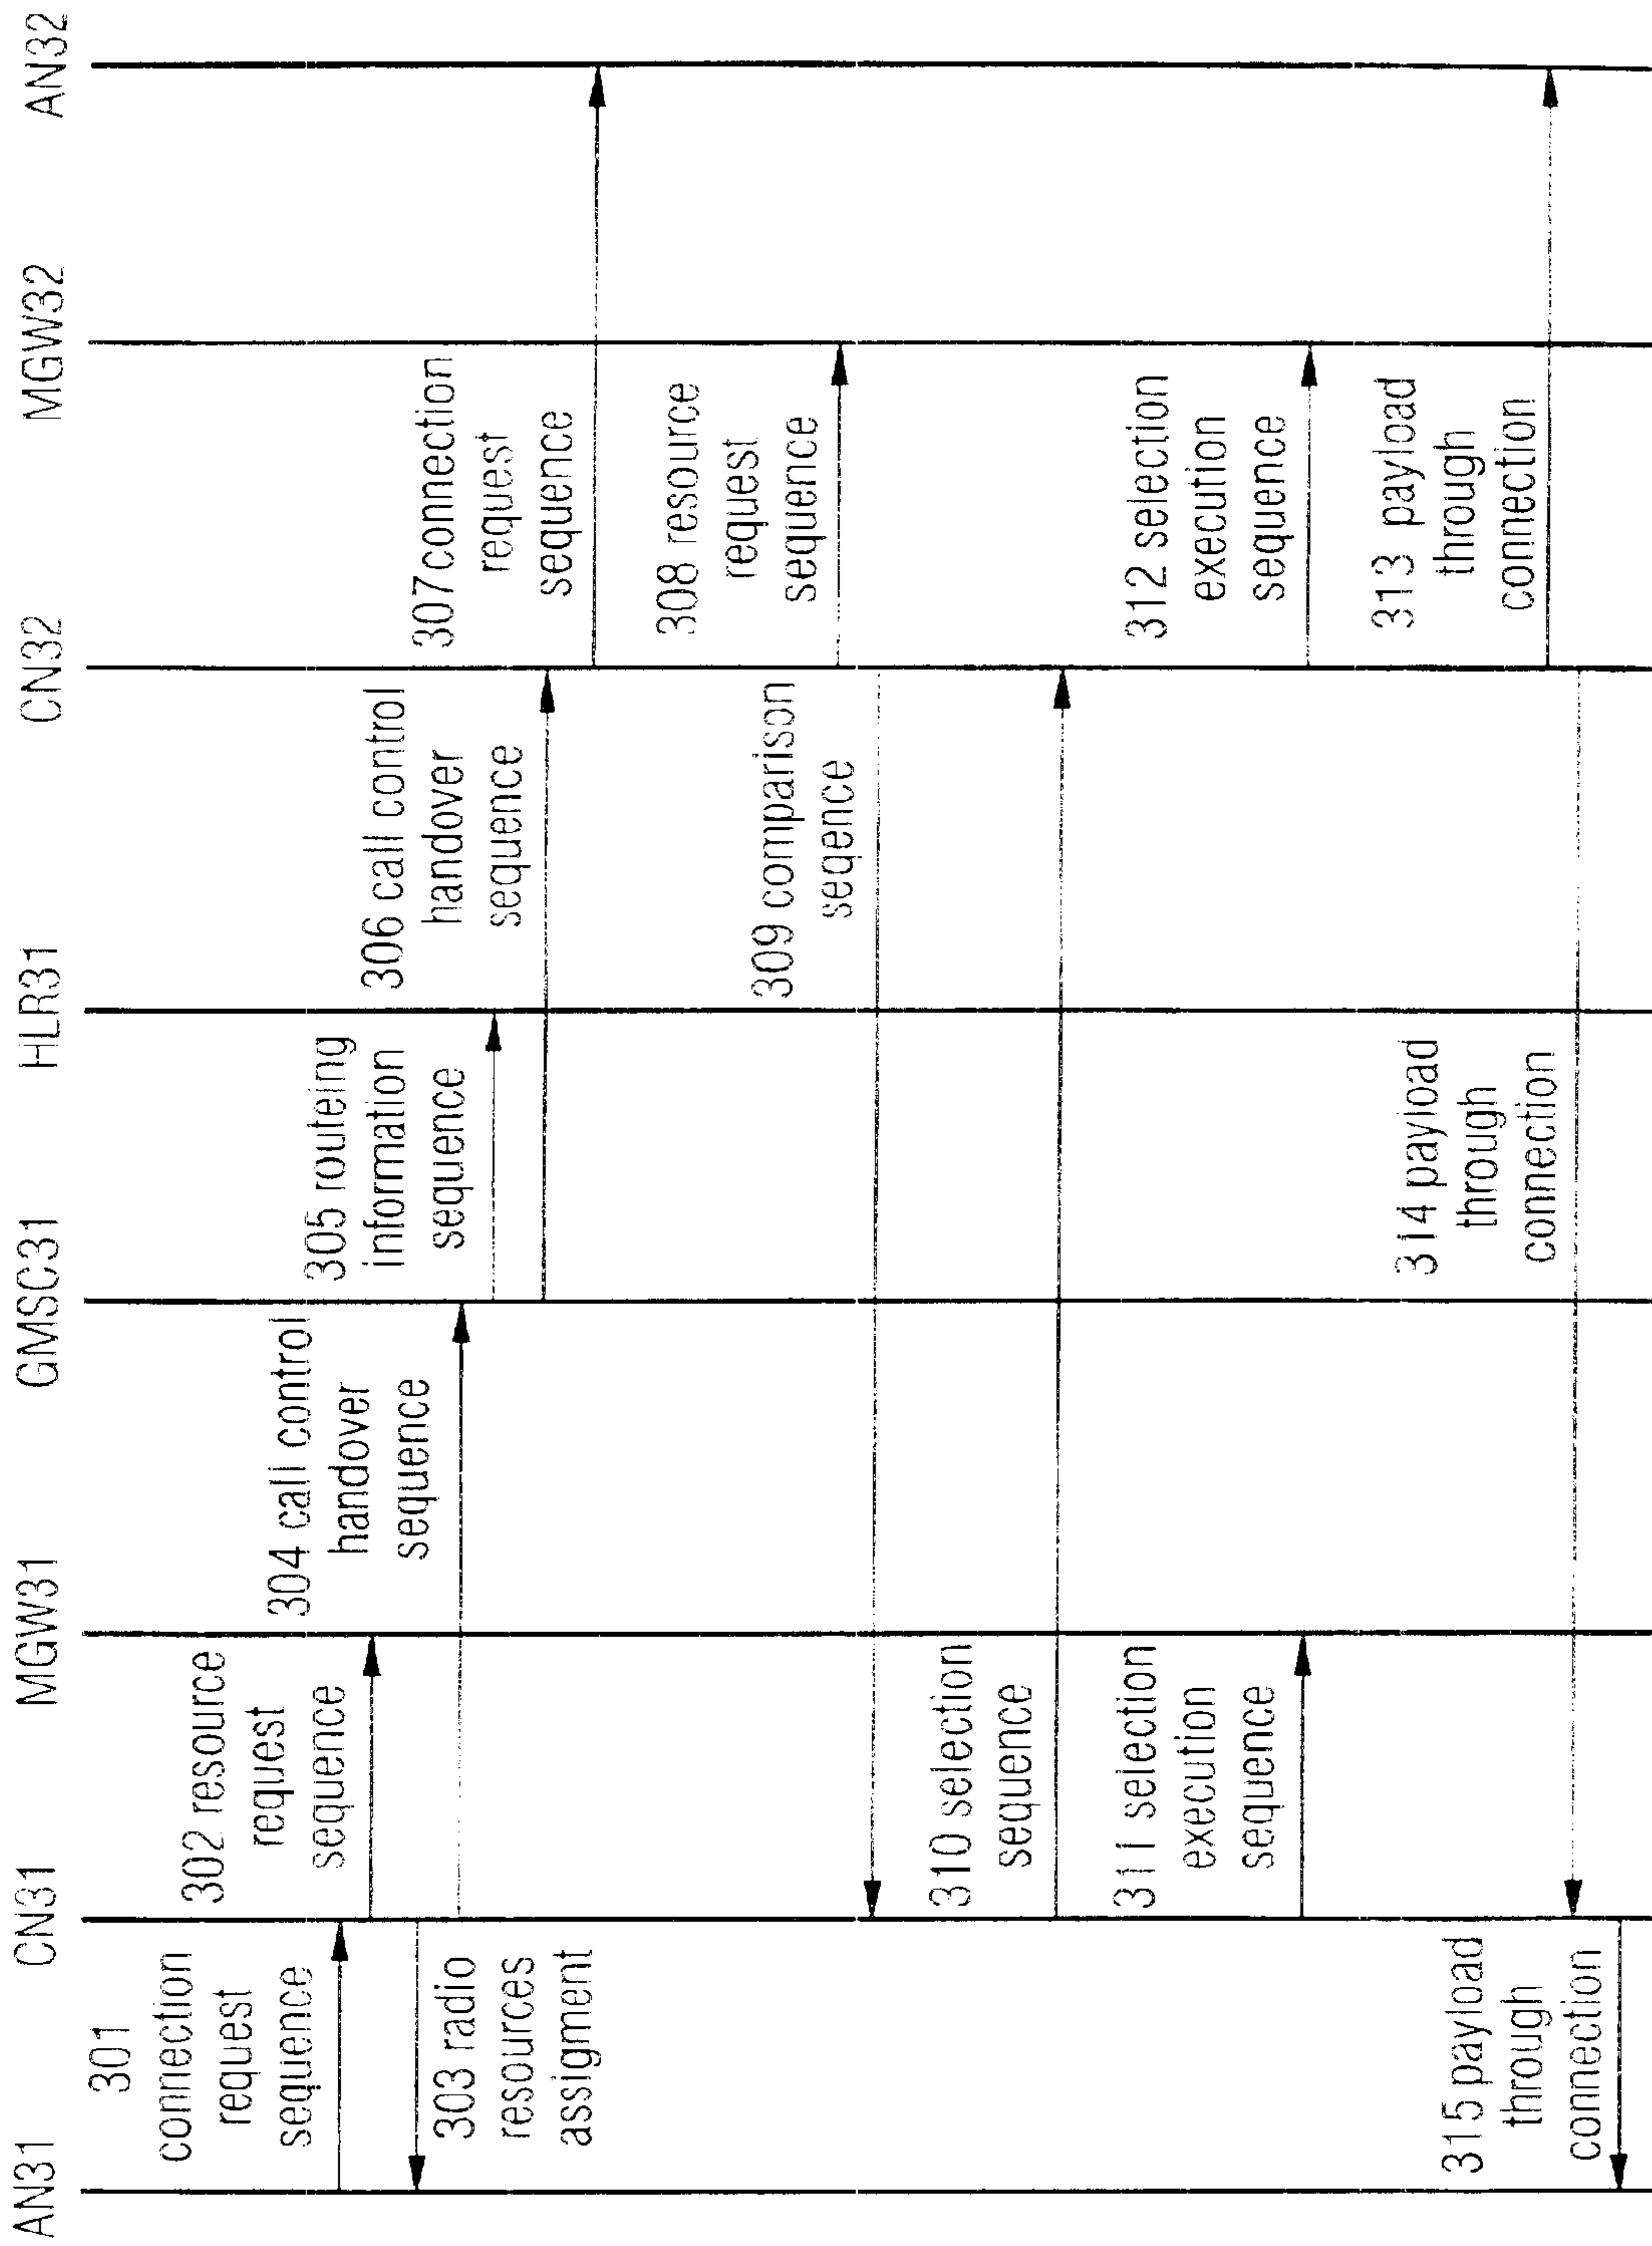 AN31
CN31
MGW31
GMSC31
HLR31
CN32
MGW32
AN32
301
connection
request
sequence
302 resource
request
sequence
303 radio
resources
assigment
304 call control
handover
sequence
305 routeing
information
sequence
306 call control
handover
sequence
307connection
request
sequence
308 resource
request
sequence
309 comparison
seqence
310 selection
sequence
311 selection
execution
sequence
312 selection
execution
sequence
313 payload
through
connection
314 payload
through
connection
315 payload
through
connection